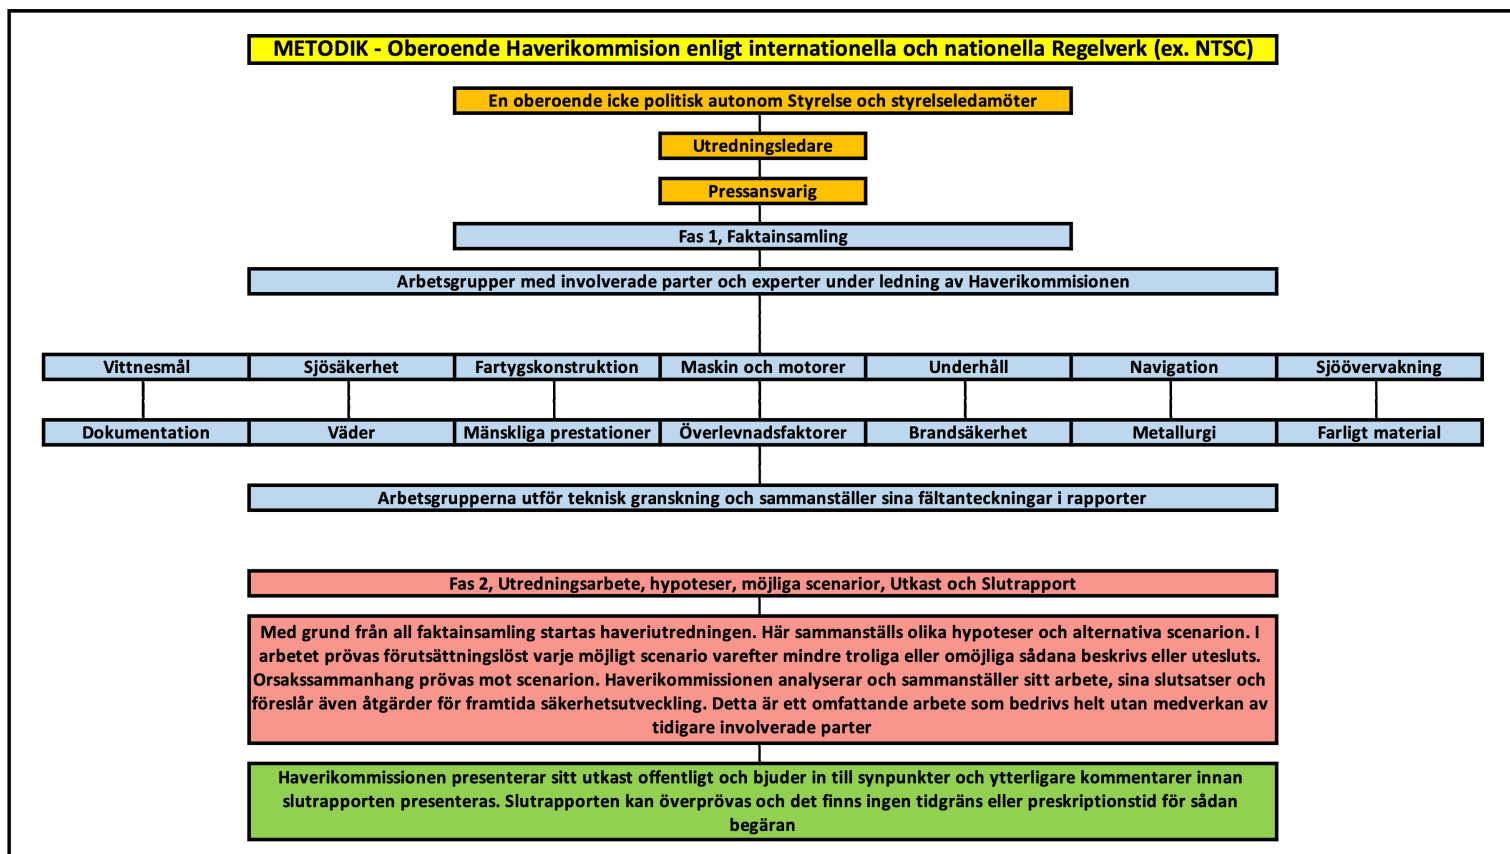 METODIK - Oberoende Haverikommision enligt internationella och nationella Regelverk (ex. NTSC)
En oberoende icke politisk autonom Styrelse och styrelseledamöter
Utredningsledare
Pressansvarig
Fas 1, Faktainsamling
Arbetsgrupper med involverade parter och experter under ledning av Haverikommisionen
Vittnesmål Sjösäkerhet Fartygskonstruktion Maskin och motorer Underhåll Navigation Sjöövervakning
Dokumentation Väder Mänskliga prestationer Överlevnadsfaktorer Brandsäkerhet Metallurgi Farligt material
Arbetsgrupperna utför teknisk granskning och sammanställer sina fältanteckningar i rapporter
Fas 2, Utredningsarbete, hypoteser, möjliga scenarior, Utkast och Slutrapport
Med grund från all faktainsamling startas haveriutredningen. Här sammanställs olika hypoteser och alternativa scenarion. I
arbetet prövas förutsättningslöst varje möjligt scenario varefter mindre troliga eller omöjliga sådana beskrivs eller utesluts.
Orsakssammanhang prövas mot scenarion. Haverikommissionen analyserar och sammanställer sitt arbete, sina slutsatser och
föreslår även åtgärder för framtida säkerhetsutveckling. Detta är ett omfattande arbete som bedrivs helt utan medverkan av
tidigare involverade parter
Haverikommissionen presenterar sitt utkast offentligt och bjuder in till synpunkter och ytterligare kommentarer innan
slutrapporten presenteras. Slutrapporten kan överprövas och det finns ingen tidgräns eller preskriptionstid för sådan
begäran